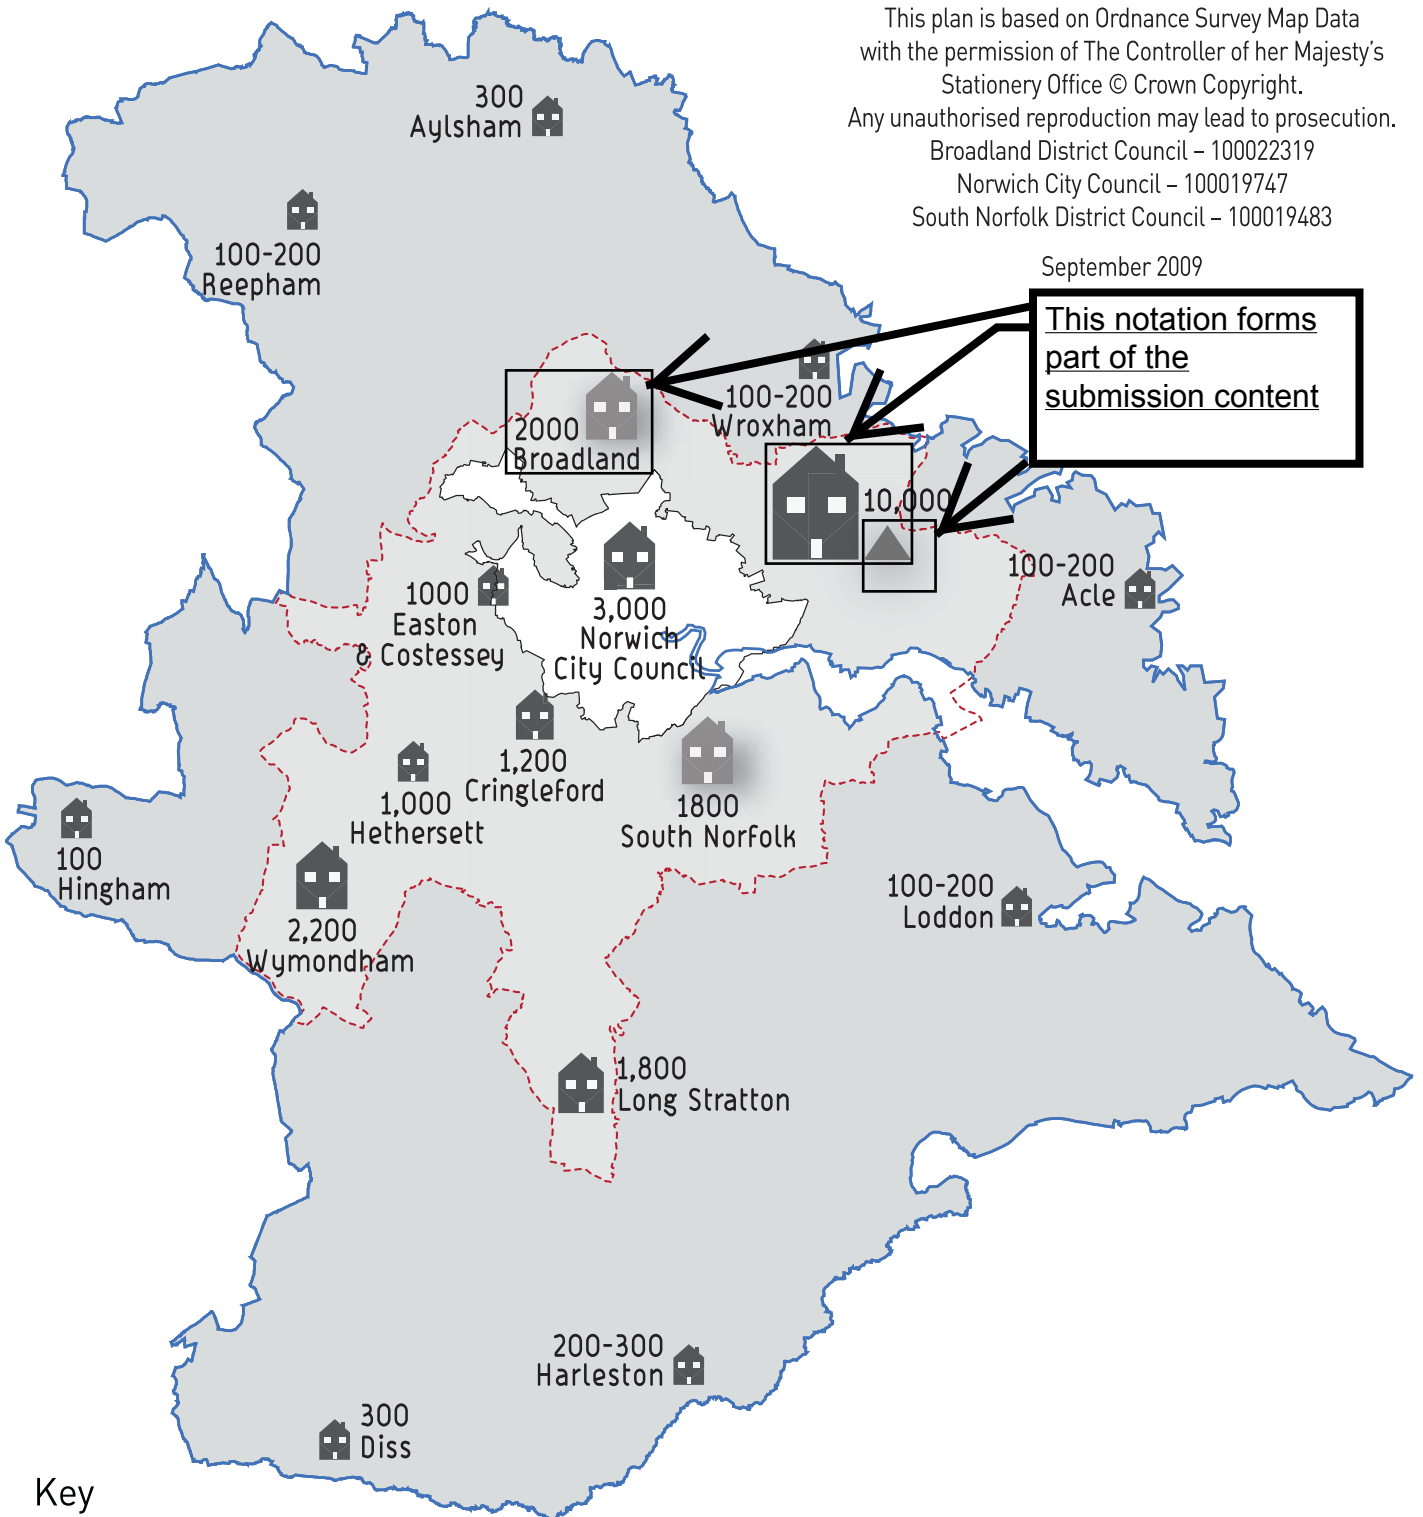 This plan is based on Ordnance Survey Map Data
with the permission of The Controller of her Majesty's
Stationery Office © Crown Copyright.
Any unauthorised reproduction may lead to prosecution.
Broadland District Council – 100022319
Norwich City Council – 100019747
South Norfolk District Council – 100019483
September 2009
This notation forms
part of the
submission content
300
Aylsham
100-200
Reepham
100-200
Wroxham
2000
Broadland
10,000
100-200
Acle
1000
Easton
& Costessey
3,000
Norwich
City Council
1,200
Cringleford
1,000
Hethersett
1800
South Norfolk
100
Hingham
2,200
Wymondham
100-200
Loddon
1,800
Long Stratton
200-300
Harleston
300
Diss
Key